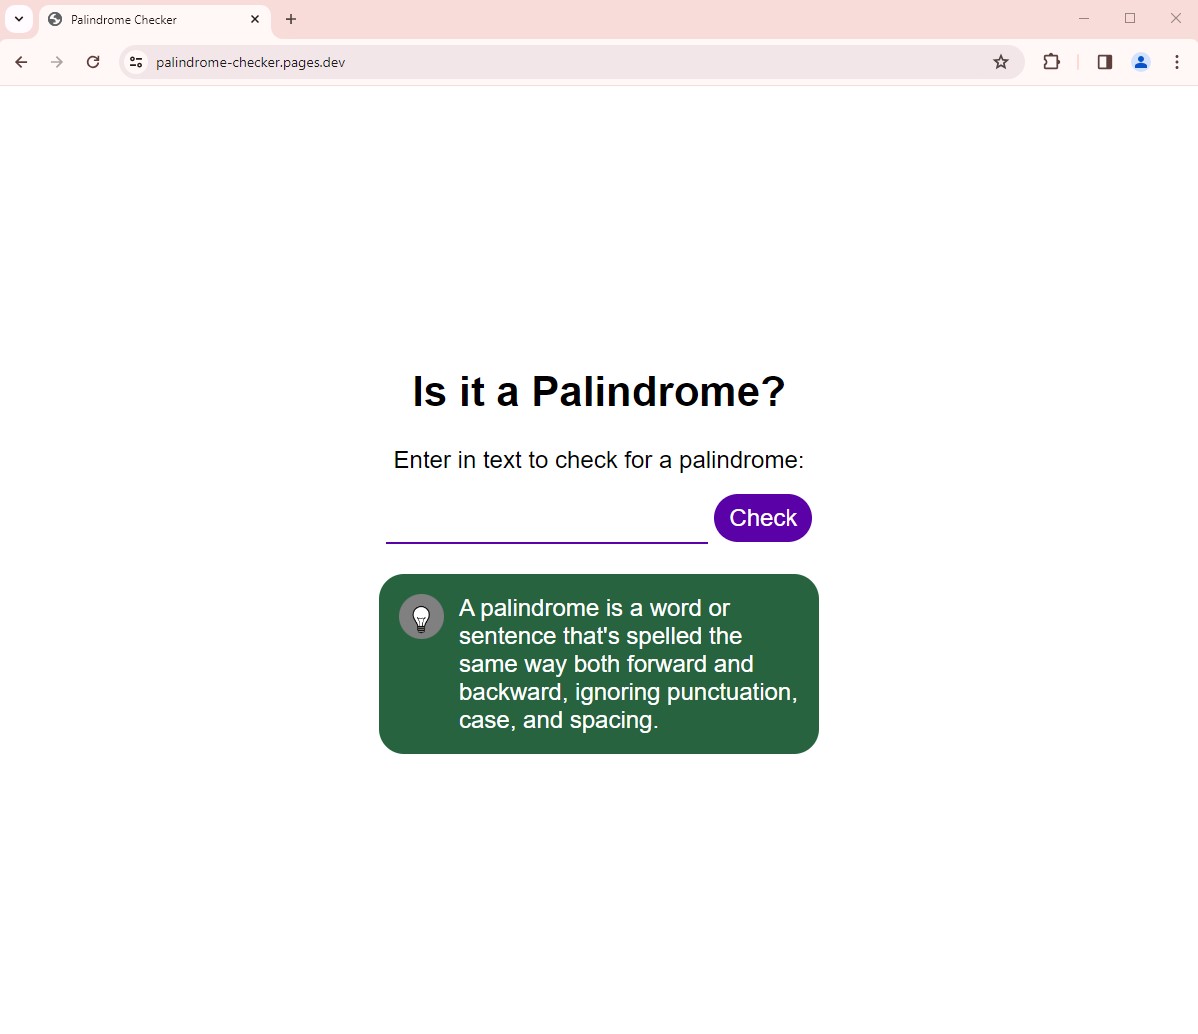 Palindrome Checker
palindrome-checker.pages.dev
Is it a Palindrome?
Enter in text to check for a palindrome:
Check
A palindrome is a word or
sentence that's spelled the
same way both forward and
backward, ignoring punctuation,
case, and spacing.